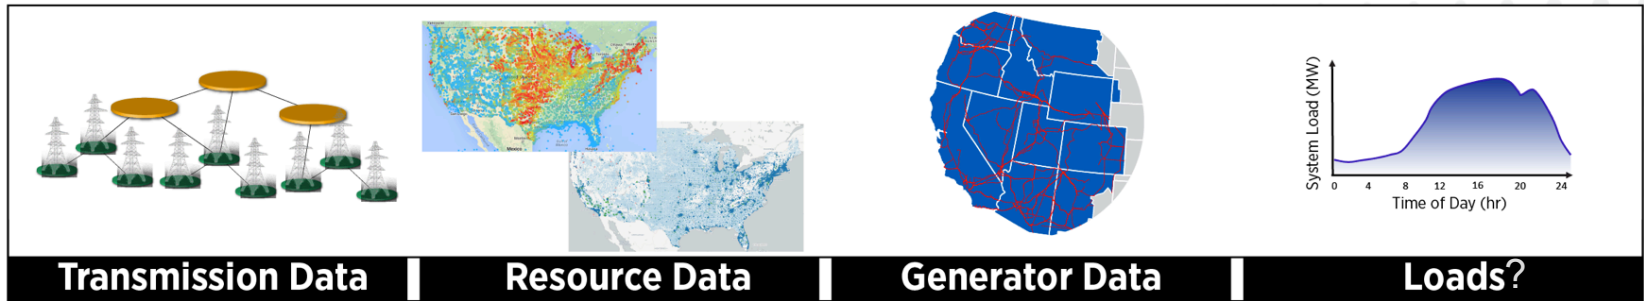 Mexico
System Load (MW)
0 4 8 12 16 20 24
Time of Day (hr)
Transmission Data
Resource Data
Generator Data
Loads?